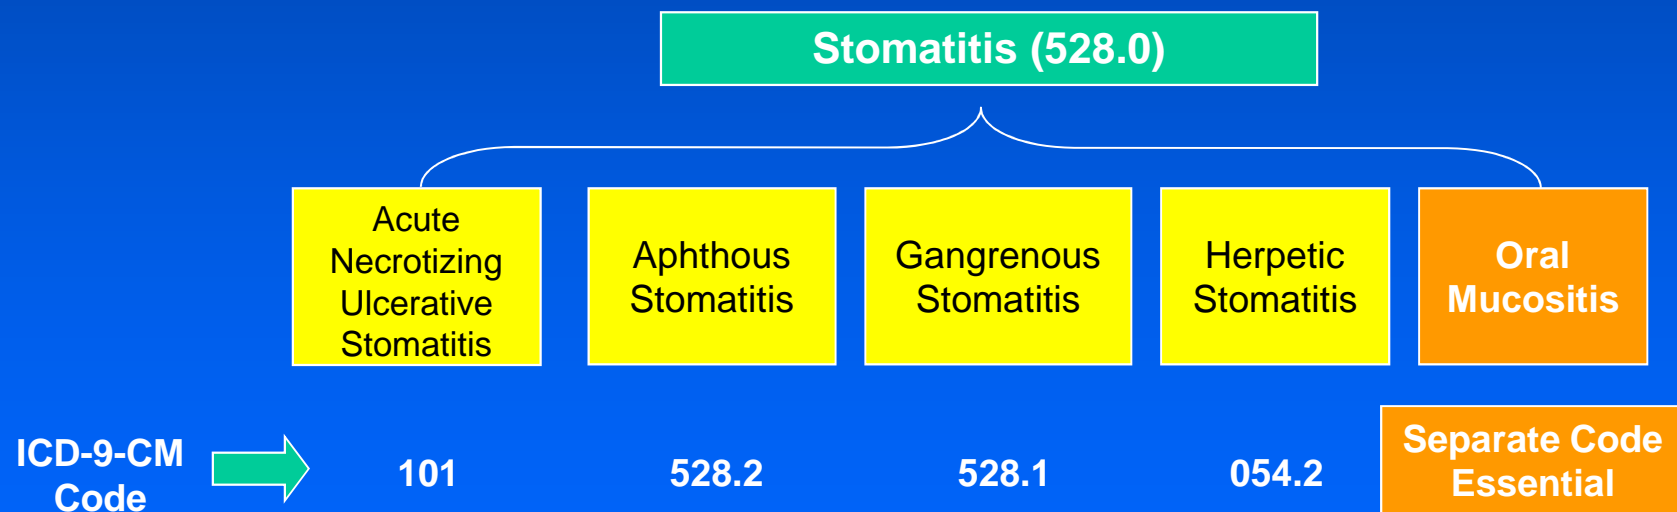 Stomatitis (528.0)
Acute
Necrotizing
Ulcerative
Stomatitis
Aphthous
Stomatitis
Gangrenous
Stomatitis
Herpetic
Stomatitis
Oral
Mucositis
ICD-9-CM
Code
101
528.2
528.1
054.2
Separate Code
Essential